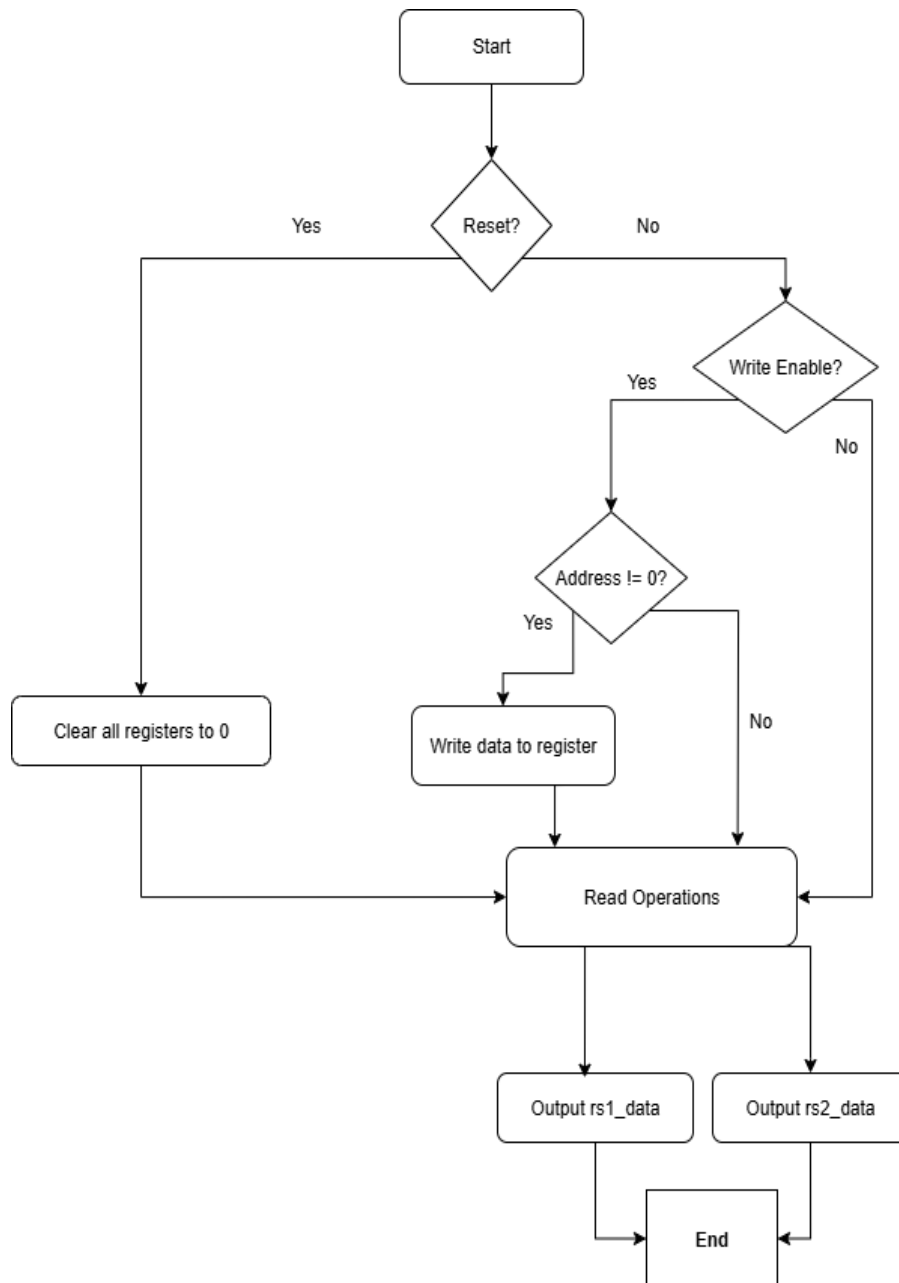 Start
Reset?
Yes
No
Write Enable?
Yes
No
Address != 0?
Yes
No
Clear all registers to 0
Write data to register
Read Operations
Output rs1_data
Output rs2_data
End